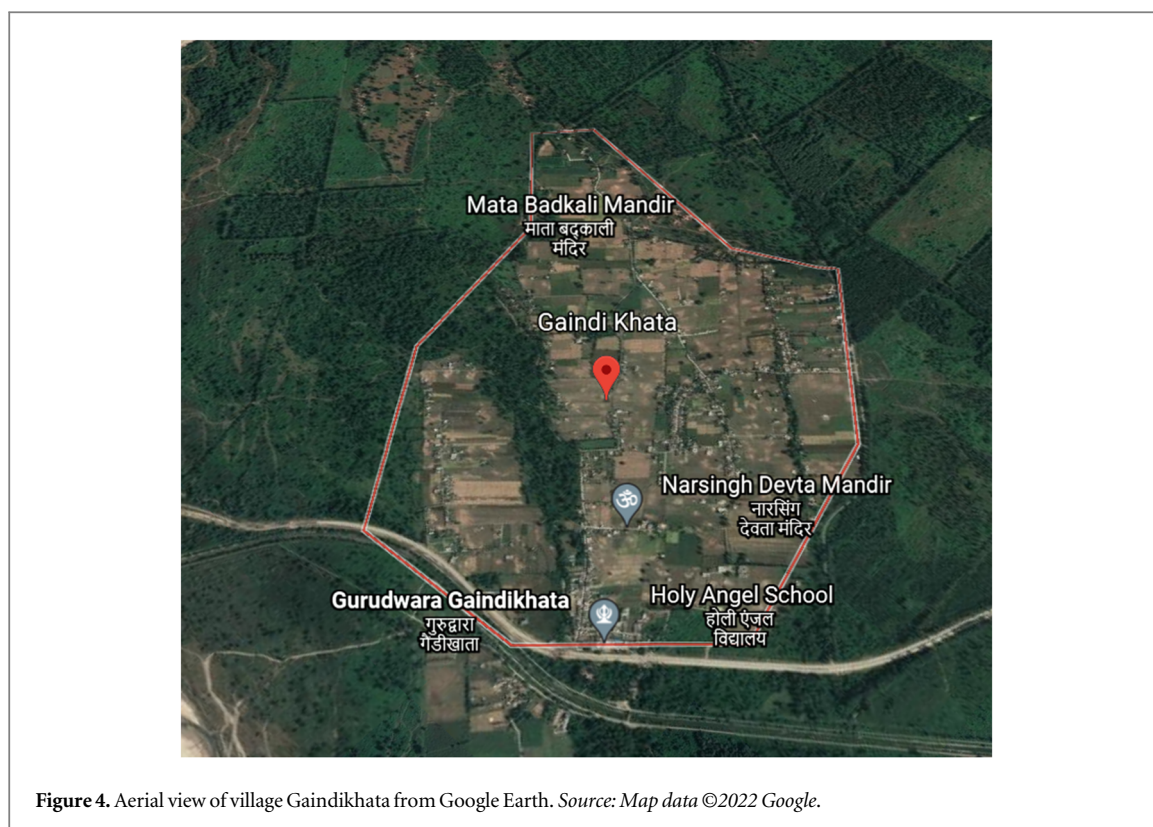 Mata Badkali Mandir
माता बद्काली
मंदिर
Gaindi Khata
Narsingh Devta Mandir
नारसिंग
देवता मंदिर
Gurudwara Gaindikhata
गुरुद्वारा
गैंडीखाता
Holy Angel School
होली एंजल
विद्यालय
Figure 4. Aerial view of village Gaindikhata from Google Earth. Source: Map data ©2022 Google.